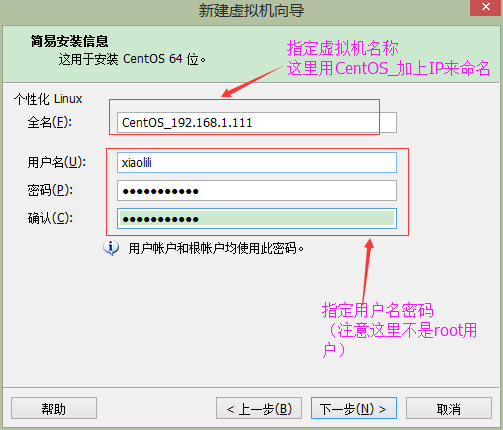 新建虚拟机向导
简易安装信息
这用于安装 CentOS 64 位。
指定虚拟机名称
这里用CentOS_加上IP来命名
个性化 Linux
全名(F):
CentOS_192.168.1.111
用户名(U):
xiaolili
密码(P):
●●●●●●●●●●●
确认(C):
●●●●●●●●●●●
用户帐户和根帐户均使用此密码。
指定用户名密码
（注意这里不是root用
户）
帮助
< 上一步(B)
下一步(N) >
取消